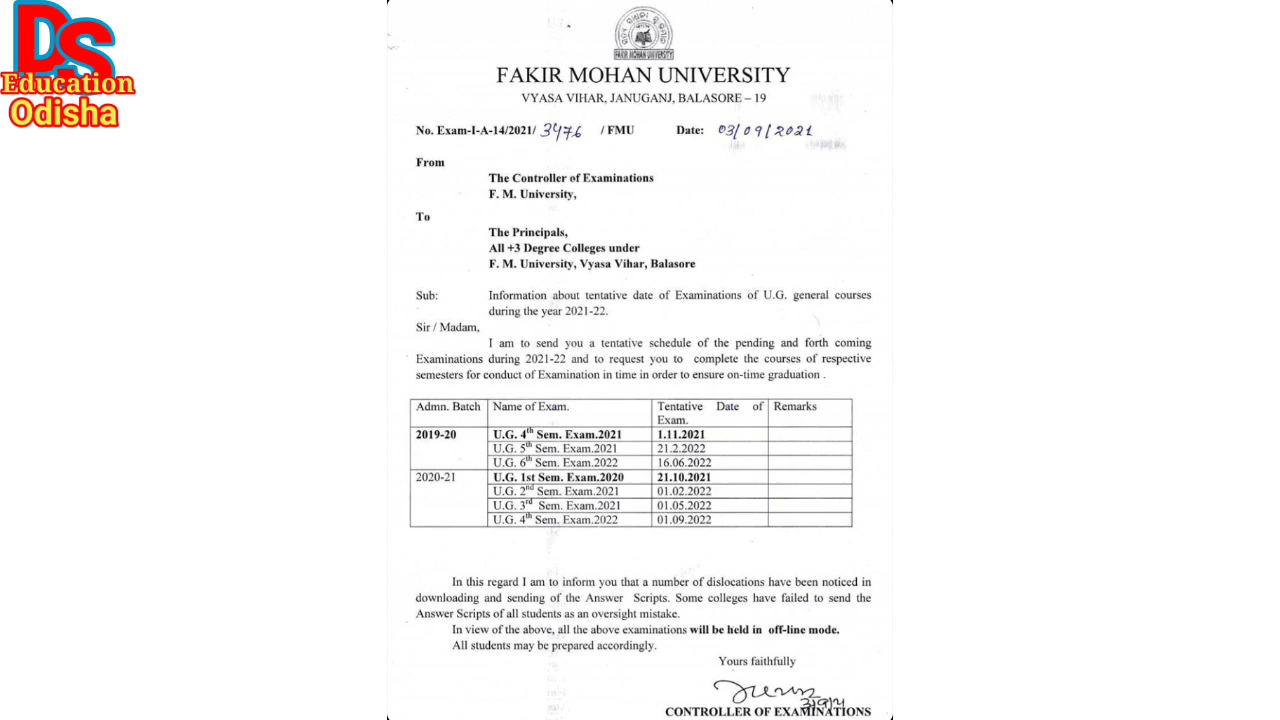 DS
Education
Odisha
FAKIR MOHAN UNIVERSITY
FAKIR MOHAN UNIVERSITY
VYASA VIHAR, JANUGANJ, BALASORE – 19
No. Exam-I-A-14/2021/ 3476 / FMU Date: 03/09/2021
From
The Controller of Examinations
F. M. University,
To
The Principals,
All +3 Degree Colleges under
F. M. University, Vyasa Vihar, Balasore
Sub: Information about tentative date of Examinations of U.G. general courses
during the year 2021-22.
Sir / Madam,
I am to send you a tentative schedule of the pending and forth coming
Examinations during 2021-22 and to request you to complete the courses of respective
semesters for conduct of Examination in time in order to ensure on-time graduation .
Admn. Batch Name of Exam. Tentative Date of Remarks
Exam.
2019-20 U.G. 4th Sem. Exam.2021 1.11.2021
U.G. 5th Sem. Exam.2021 21.2.2022
U.G. 6th Sem. Exam.2022 16.06.2022
2020-21 U.G. 1st Sem. Exam.2020 21.10.2021
U.G. 2nd Sem. Exam.2021 01.02.2022
U.G. 3rd Sem. Exam.2021 01.05.2022
U.G. 4th Sem. Exam.2022 01.09.2022
In this regard I am to inform you that a number of dislocations have been noticed in
downloading and sending of the Answer Scripts. Some colleges have failed to send the
Answer Scripts of all students as an oversight mistake.
In view of the above, all the above examinations will be held in off-line mode.
All students may be prepared accordingly.
Yours faithfully
CONTROLLER OF EXAMINATIONS